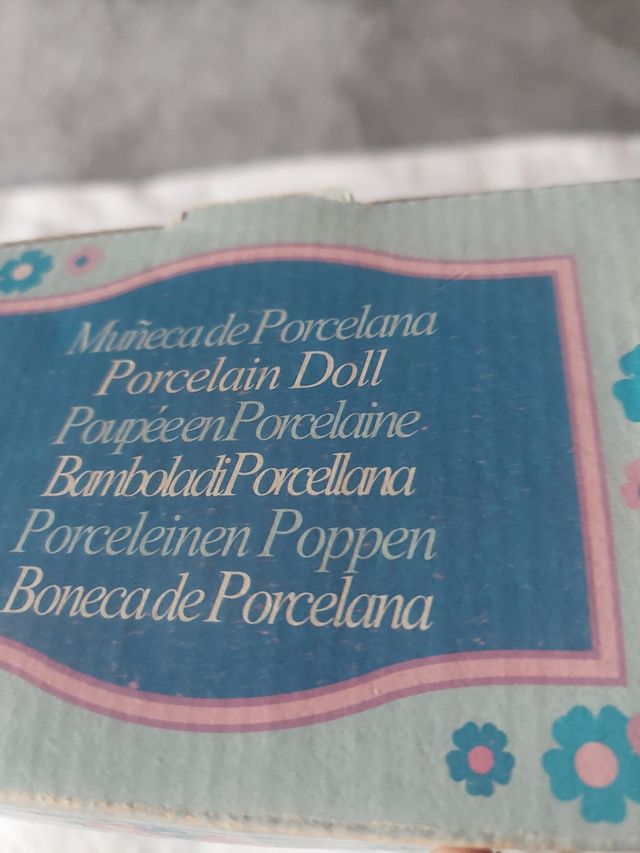 Muñeca de Porcelana
Porcelain Doll
Poupée en Porcelaine
Bambola di Porcellana
Porceleinen Poppen
Boneca de Porcelana